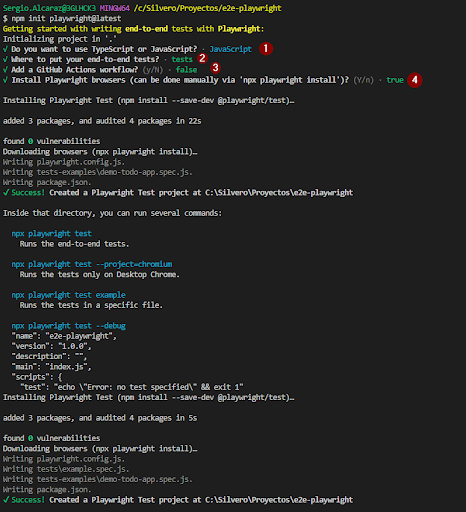 Sergio.Alcaraz@3GLHCK3 MINGW64 /c/Silvero/Proyectos/e2e-playwright
$ npm init playwright@latest
Getting started with writing end-to-end tests with Playwright:
Initializing project in '.'
√ Do you want to use TypeScript or JavaScript? · JavaScript 1
√ Where to put your end-to-end tests? · tests 2
√ Add a GitHub Actions workflow? (y/N) · false 3
√ Install Playwright browsers (can be done manually via 'npx playwright install')? (Y/n) · true 4
Installing Playwright Test (npm install --save-dev @playwright/test)…
added 3 packages, and audited 4 packages in 22s
found 0 vulnerabilities
Downloading browsers (npx playwright install)…
Writing playwright.config.js.
Writing tests-examples\demo-todo-app.spec.js.
Writing package.json.
√ Success! Created a Playwright Test project at C:\Silvero\Proyectos\e2e-playwright
Inside that directory, you can run several commands:
npx playwright test
Runs the end-to-end tests.
npx playwright test --project=chromium
Runs the tests only on Desktop Chrome.
npx playwright test example
Runs the tests in a specific file.
npx playwright test --debug
"name": "e2e-playwright",
"version": "1.0.0",
"description": "",
"main": "index.js",
"scripts": {
"test": "echo \"Error: no test specified\" && exit 1"
Installing Playwright Test (npm install --save-dev @playwright/test)…
added 3 packages, and audited 4 packages in 5s
found 0 vulnerabilities
Downloading browsers (npx playwright install)…
Writing playwright.config.js.
Writing tests\example.spec.js.
Writing tests-examples\demo-todo-app.spec.js.
Writing package.json.
√ Success! Created a Playwright Test project at C:\Silvero\Proyectos\e2e-playwright